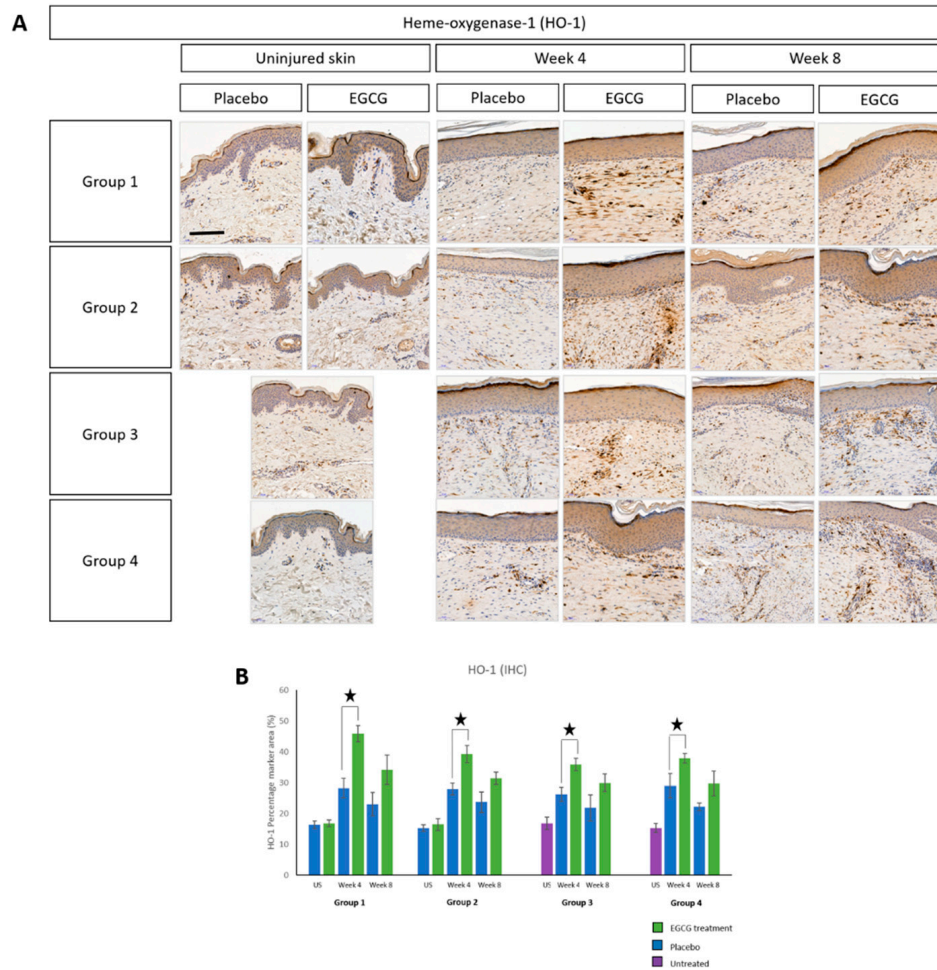 A
Heme-oxygenase-1 (HO-1)
Uninjured skin Week 4 Week 8
Placebo EGCG Placebo EGCG Placebo EGCG
Group 1
Group 2
Group 3
Group 4
B
HO-1 (IHC)
HO-1 Percentage marker area (%)
60
50
40
30
20
10
0
US Week 4 Week 8 US Week 4 Week 8 US Week 4 Week 8 US Week 4 Week 8
Group 1 Group 2 Group 3 Group 4
EGCG treatment
Placebo
Untreated